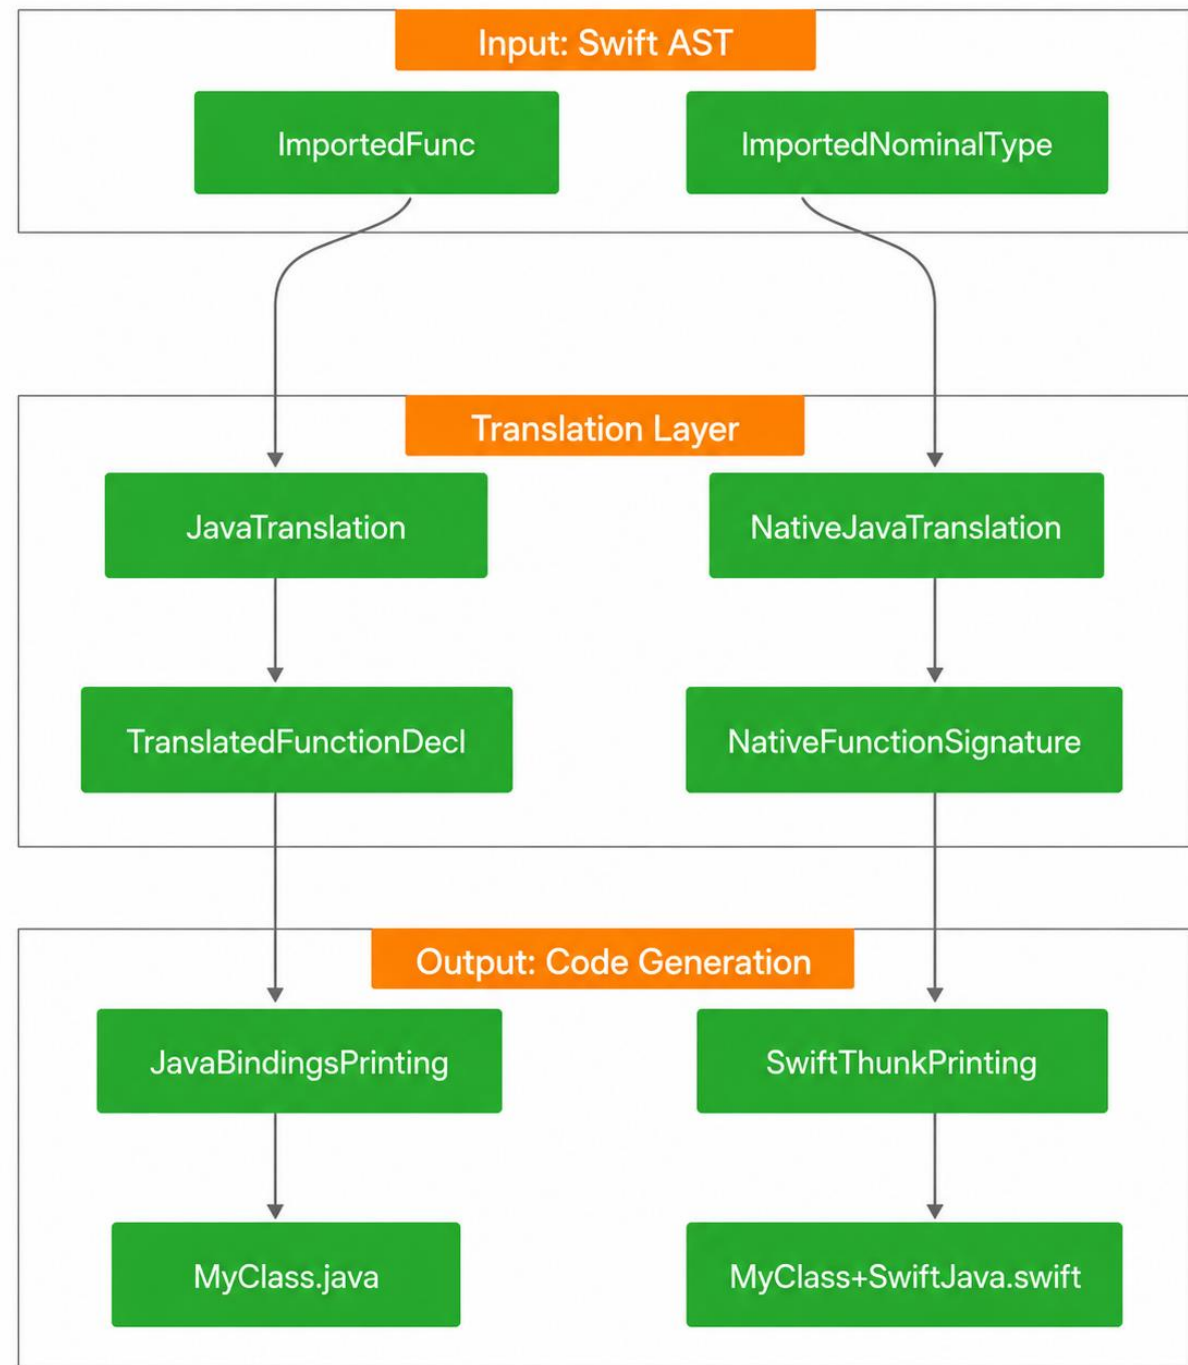 Input: Swift AST
ImportedFunc
ImportedNominalType
Translation Layer
JavaTranslation
NativeJavaTranslation
TranslatedFunctionDecl
NativeFunctionSignature
Output: Code Generation
JavaBindingsPrinting
SwiftThunkPrinting
MyClass.java
MyClass+SwiftJava.swift